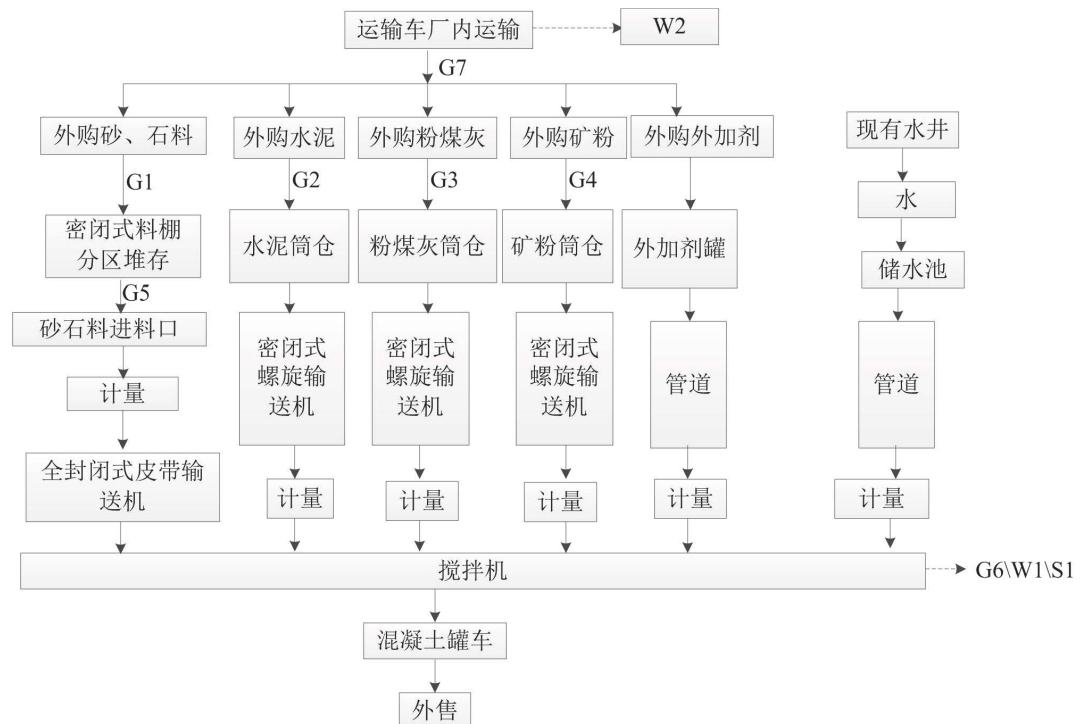 运输车厂内运输
W2
G7
外购砂、石料
外购水泥
外购粉煤灰
外购矿粉
外购外加剂
现有水井
G1
G2
G3
G4
水
密闭式料棚
分区堆存
水泥筒仓
粉煤灰筒仓
矿粉筒仓
外加剂罐
储水池
G5
砂石料进料口
密闭式
螺旋输
送机
密闭式
螺旋输
送机
密闭式
螺旋输
送机
管道
管道
计量
全封闭式皮带输
送机
计量
计量
计量
计量
计量
搅拌机
G6\W1\S1
混凝土罐车
外售